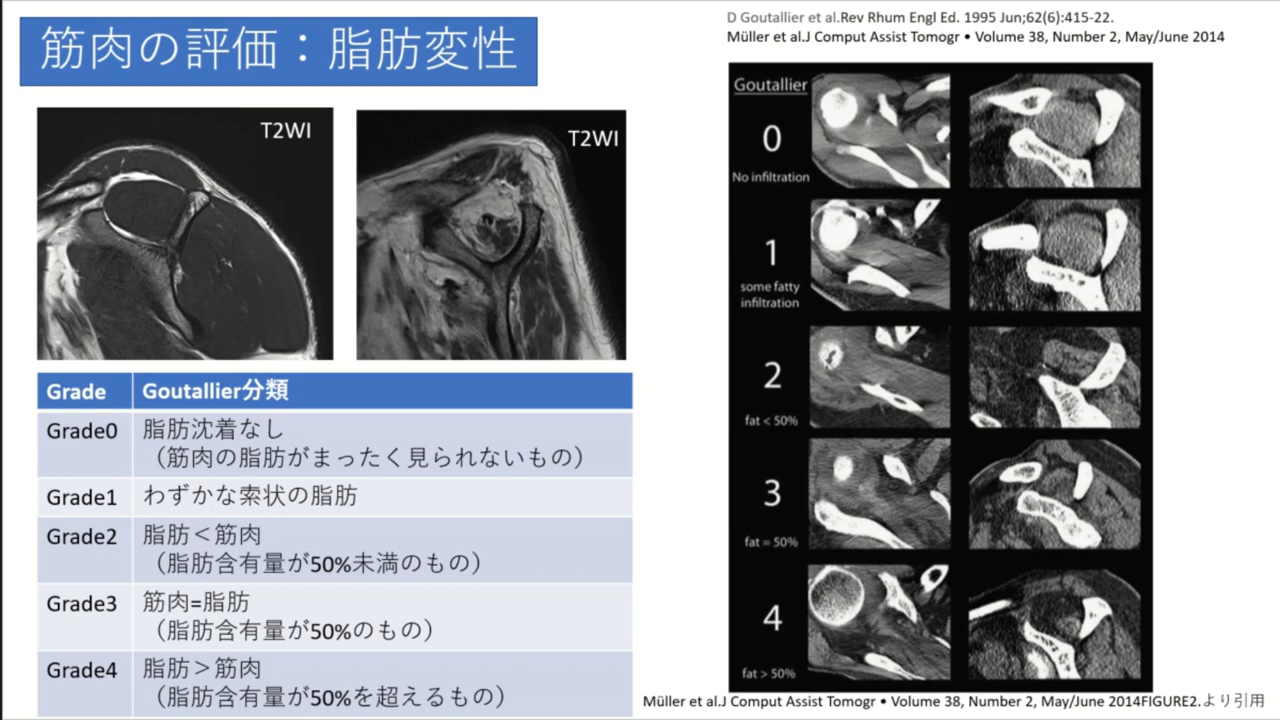 筋肉の評価：脂肪変性
D Goutallier et al.Rev Rhum Engl Ed. 1995 Jun;62(6):415-22.
Müller et al.J Comput Assist Tomogr • Volume 38, Number 2, May/June 2014
T2WI
T2WI
Grade Goutallier分類
Grade0 脂肪沈着なし
（筋肉の脂肪がまったく見られないもの）
Grade1 わずかな索状の脂肪
Grade2 脂肪＜筋肉
（脂肪含有量が50%未満のもの）
Grade3 筋肉=脂肪
（脂肪含有量が50%のもの）
Grade4 脂肪＞筋肉
（脂肪含有量が50%を超えるもの）
Goutallier
0
No infiltration
1
some fatty
infiltration
2
fat < 50%
3
fat = 50%
4
fat > 50%
Müller et al.J Comput Assist Tomogr • Volume 38, Number 2, May/June 2014FIGURE2.より引用